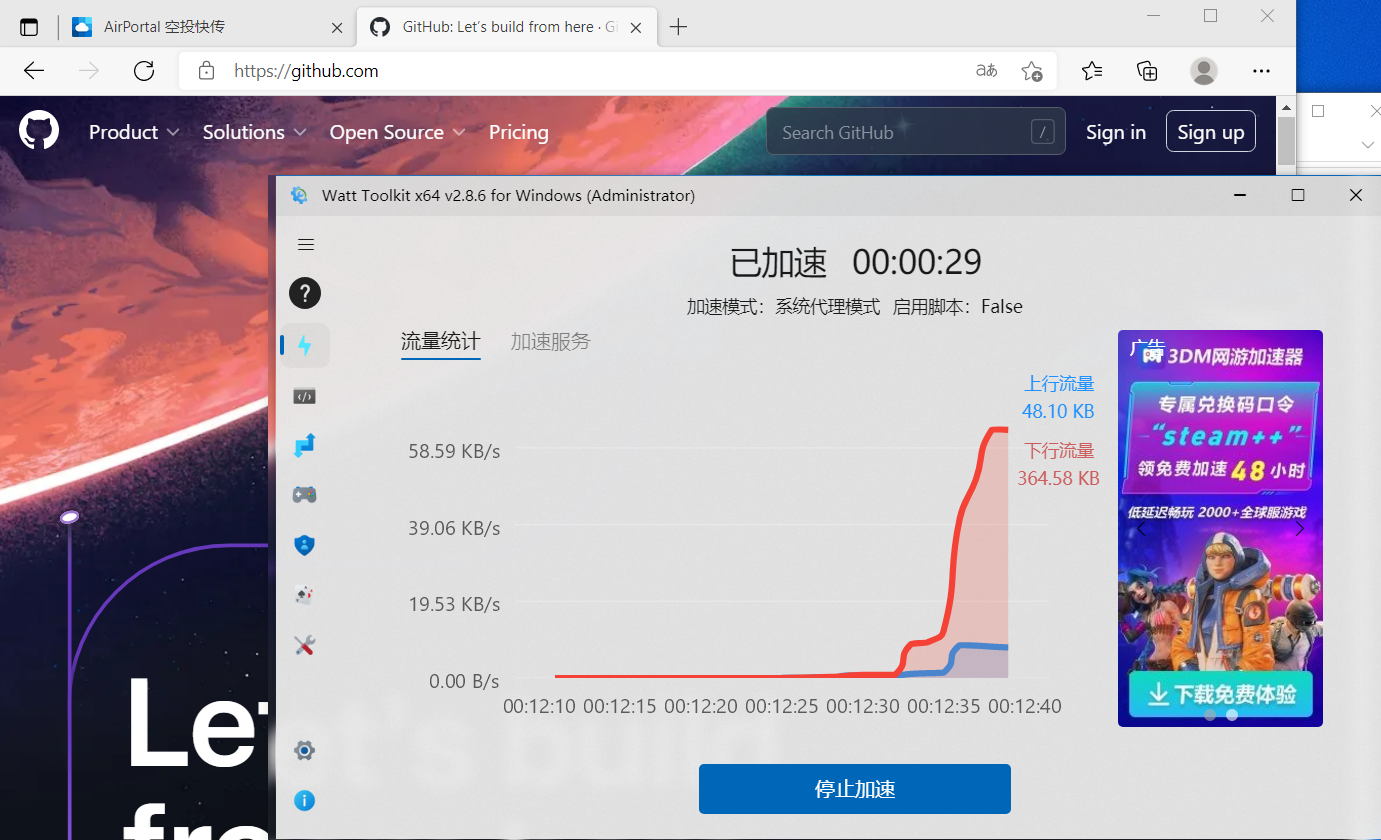 AirPortal 空投快传
GitHub: Let's build from here · Gi
https://github.com
aあ
Product
Solutions
Open Source
Pricing
Search GitHub
/
Sign in
Sign up
Watt Toolkit x64 v2.8.6 for Windows (Administrator)
已加速 00:00:29
加速模式: 系统代理模式 启用脚本: False
流量统计
加速服务
上行流量
48.10 KB
下行流量
364.58 KB
58.59 KB/s
39.06 KB/s
19.53 KB/s
0.00 B/s
00:12:10 00:12:15 00:12:20 00:12:25 00:12:30 00:12:35 00:12:40
广告
3DM网游加速器
专属兑换码口令
“steam++”
领免费加速 48 小时
低延迟畅玩 2000+全球服游戏
下载免费体验
停止加速
Let's build
fro